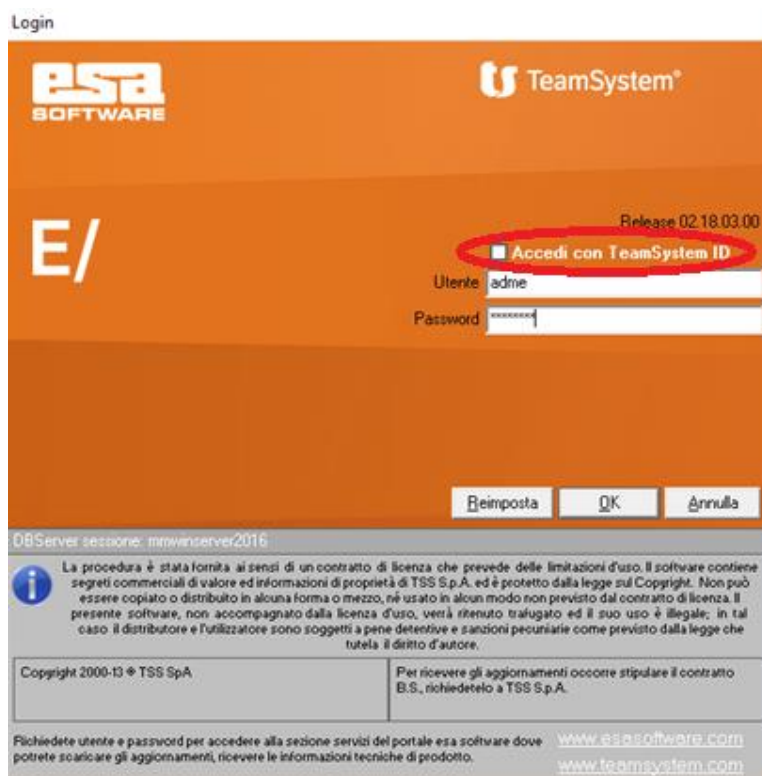 Login
esa
SOFTWARE
TeamSystem®
E/
Release 02.18.03.00
Accedi con TeamSystem ID
Utente adme
Password ********
Reimposta OK Annulla
DBServer sessione: mmwinserver2016
La procedura è stata fornita ai sensi di un contratto di licenza che prevede delle limitazioni d'uso. Il software contiene
segreti commerciali di valore ed informazioni di proprietà di TSS S.p.A. ed è protetto dalla legge sul Copyright. Non può
essere copiato o distribuito in alcuna forma o mezzo, né usato in alcun modo non previsto dal contratto di licenza. Il
presente software, non accompagnato dalla licenza d'uso, verrà ritenuto trafugato ed il suo uso è illegale; in tal
caso il distributore e l'utilizzatore sono soggetti a pene detentive e sanzioni pecuniarie come previsto dalla legge che
tutela il diritto d'autore.
Copyright 2000-13 © TSS SpA
Per ricevere gli aggiornamenti occorre stipulare il contratto
B.S., richiedetelo a TSS S.p.A.
Richiedete utente e password per accedere alla sezione servizi del portale esa software dove
potrete scaricare gli aggiornamenti, ricevere le informazioni tecniche di prodotto.
www.esasoftware.com
www.teamsystem.com